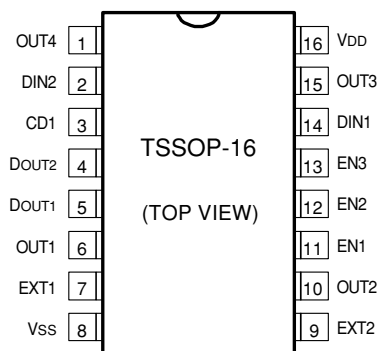 OUT4 1 16 VDD
DIN2 2 15 OUT3
CD1 3 14 DIN1
TSSOP-16
DOUT2 4 13 EN3
(TOP VIEW)
DOUT1 5 12 EN2
OUT1 6 11 EN1
EXT1 7 10 OUT2
VSS 8 9 EXT2